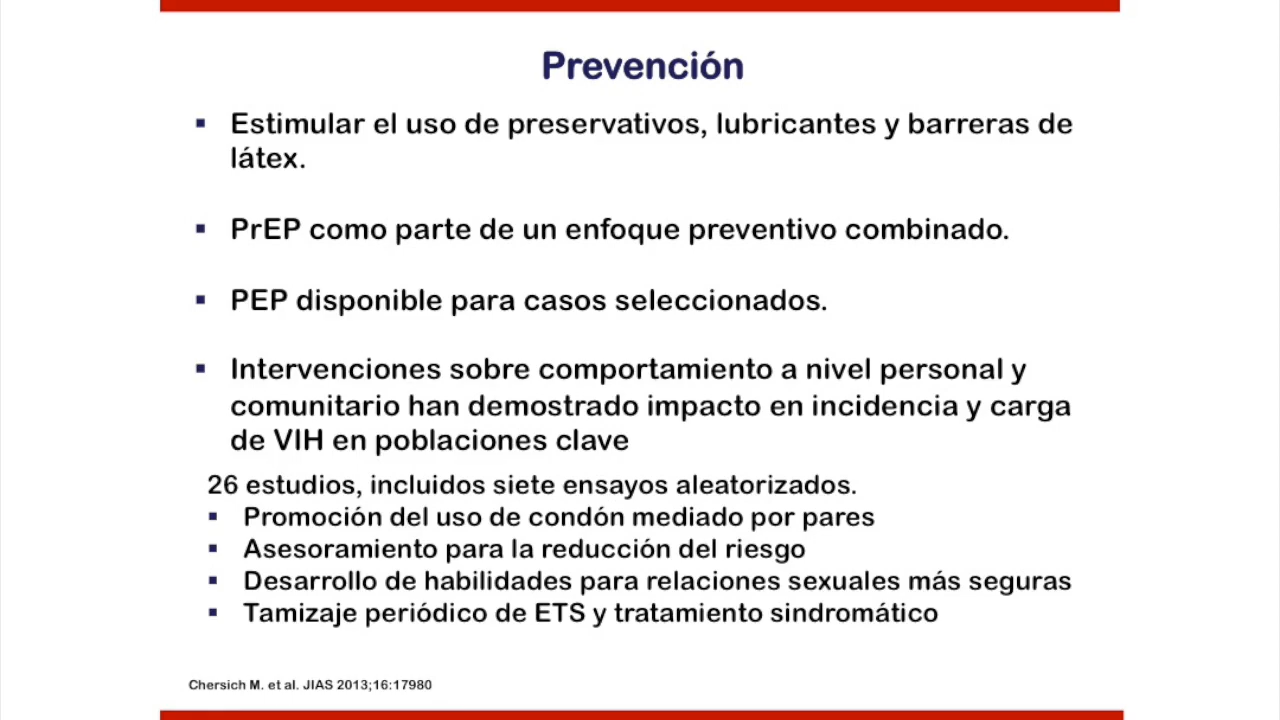 Prevención
▪ Estimular el uso de preservativos, lubricantes y barreras de
látex.
▪ PrEP como parte de un enfoque preventivo combinado.
▪ PEP disponible para casos seleccionados.
▪ Intervenciones sobre comportamiento a nivel personal y
comunitario han demostrado impacto en incidencia y carga
de VIH en poblaciones clave
26 estudios, incluidos siete ensayos aleatorizados.
▪ Promoción del uso de condón mediado por pares
▪ Asesoramiento para la reducción del riesgo
▪ Desarrollo de habilidades para relaciones sexuales más seguras
▪ Tamizaje periódico de ETS y tratamiento sindromático
Chersich M. et al. JIAS 2013;16:17980